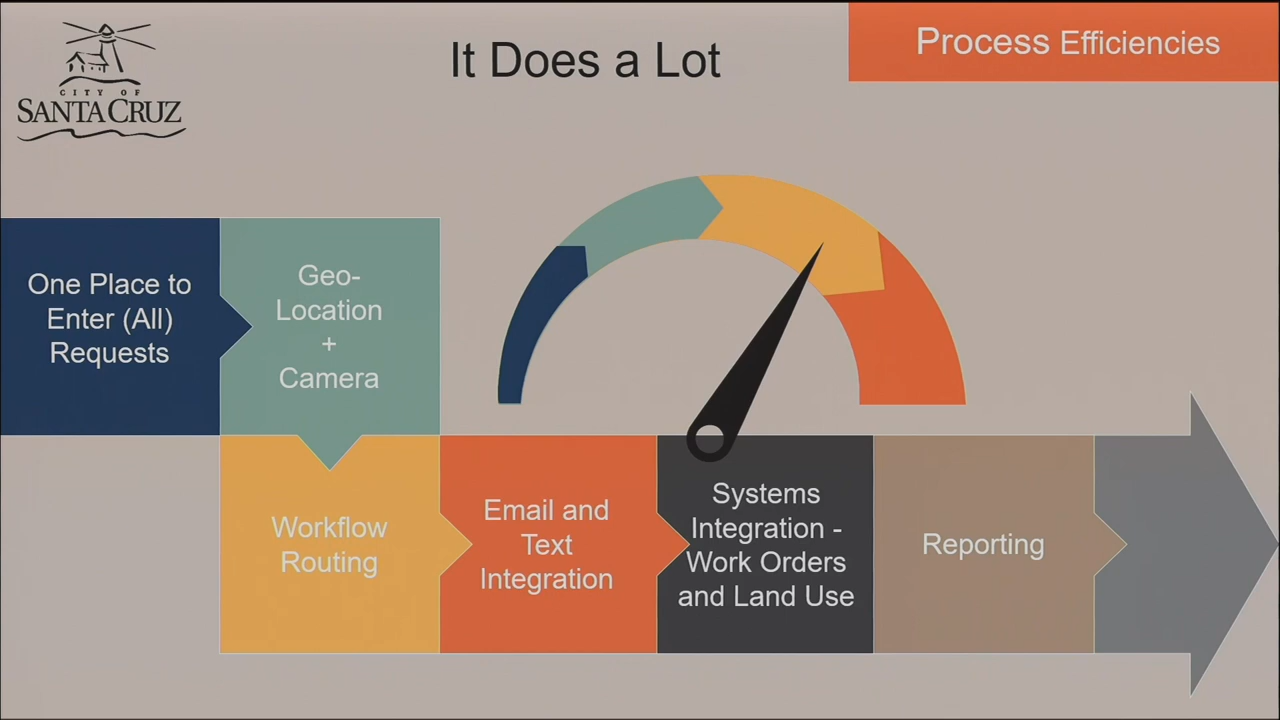 CITY OF
SANTA CRUZ
It Does a Lot
Process Efficiencies
One Place to
Enter (All)
Requests
Geo-
Location
+
Camera
Workflow
Routing
Email and
Text
Integration
Systems
Integration -
Work Orders
and Land Use
Reporting